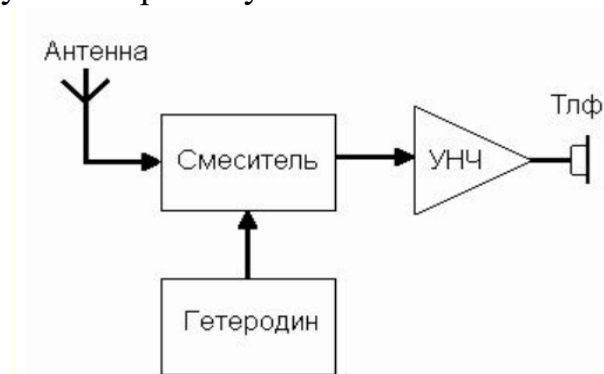 Антенна
Тлф
Смеситель
УНЧ
Гетеродин